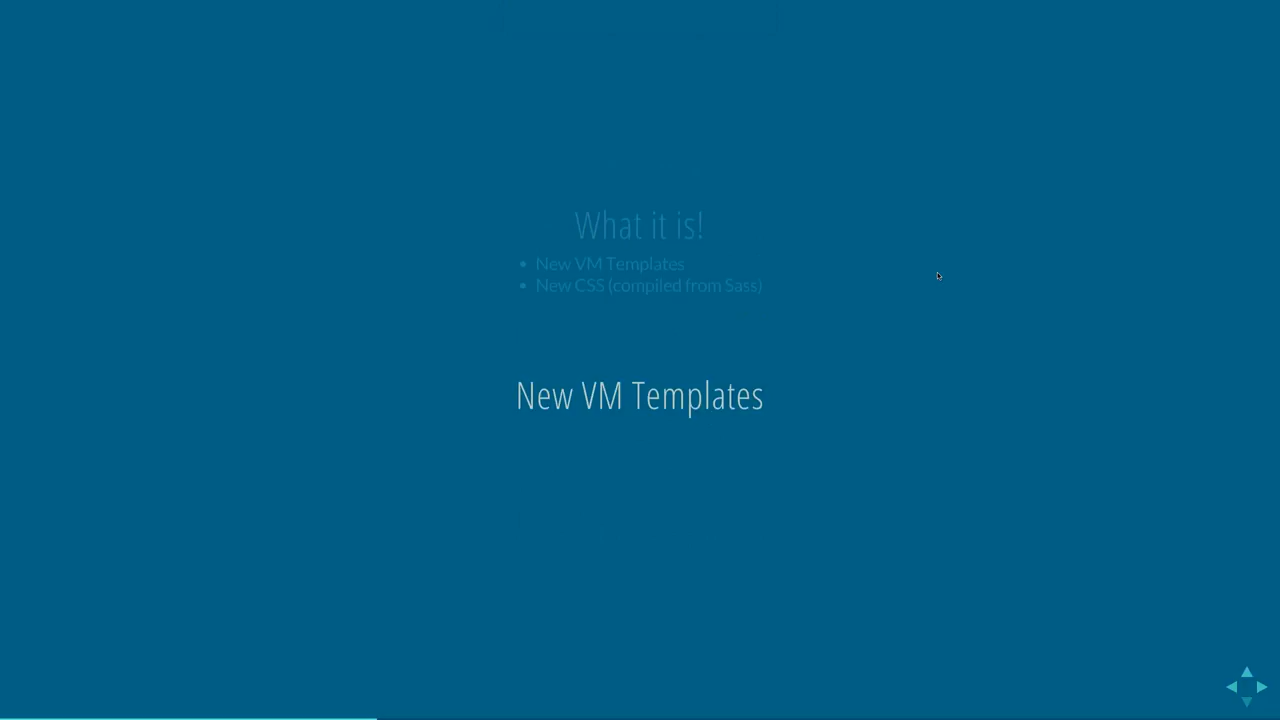 What it is!
• New VM Templates
• New CSS (compiled from Sass)
New VM Templates